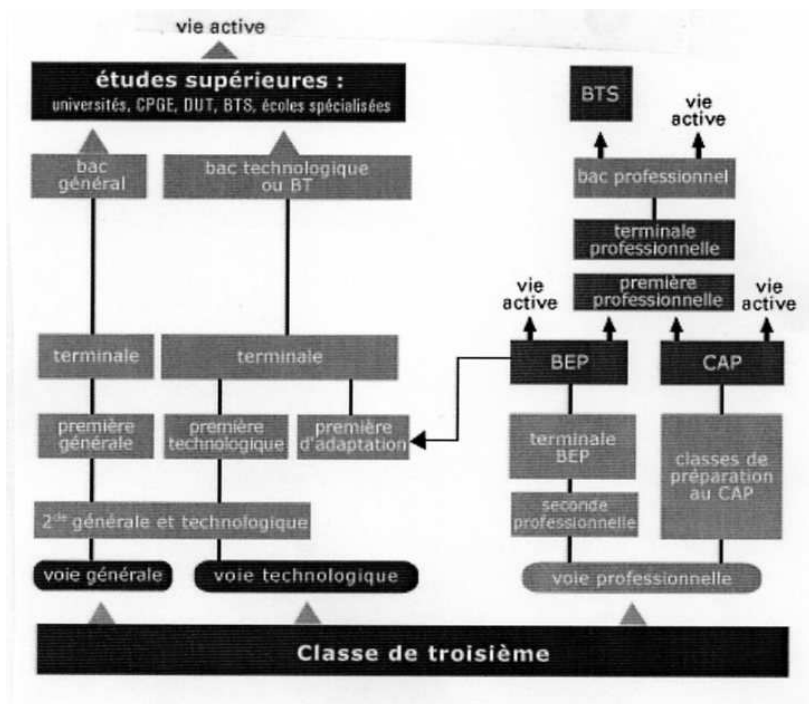 vie active
études supérieures :
universités, CPGE, DUT, BTS, écoles spécialisées
BTS
vie
active
bac
général
bac technologique
ou BT
bac professionnel
terminale
professionnelle
première
professionnelle
vie
active
vie
active
terminale
terminale
BEP
CAP
première
générale
première
technologique
première
d'adaptation
terminale
BEP
classes de
préparation
au CAP
seconde
professionnelle
2de générale et technologique
voie générale
voie technologique
voie professionnelle
Classe de troisième